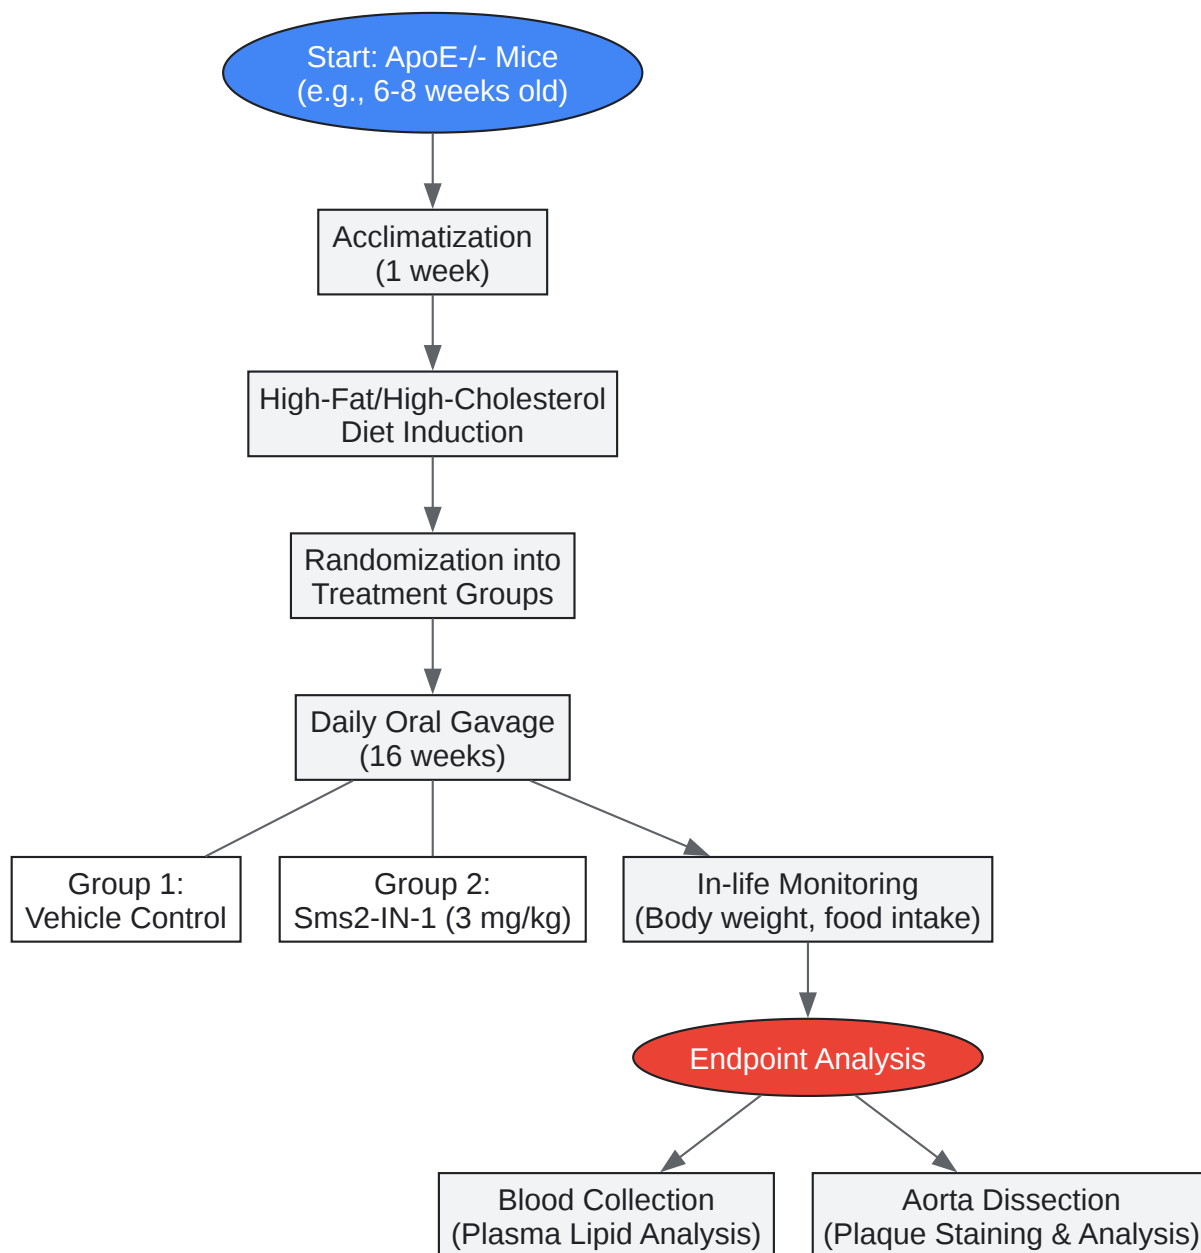 Start: ApoE-/- Mice
(e.g., 6-8 weeks old)
Acclimatization
(1 week)
High-Fat/High-Cholesterol
Diet Induction
Randomization into
Treatment Groups
Daily Oral Gavage
(16 weeks)
Group 1:
Vehicle Control
Group 2:
Sms2-IN-1 (3 mg/kg)
In-life Monitoring
(Body weight, food intake)
Endpoint Analysis
Blood Collection
(Plasma Lipid Analysis)
Aorta Dissection
(Plaque Staining & Analysis)